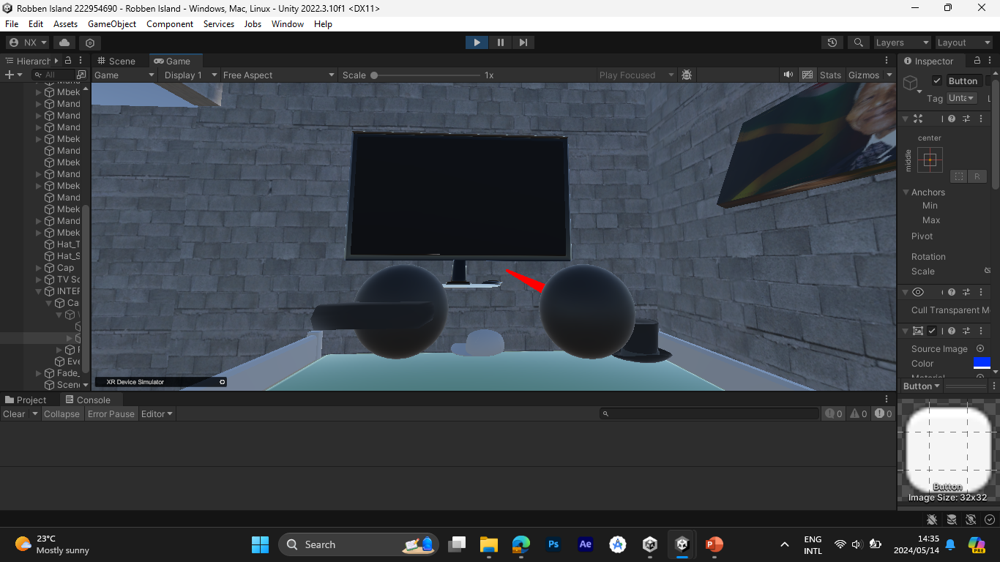 Robben Island 222954690 - Robben Island - Windows, Mac, Linux - Unity 2022.3.10f1 <DX11>
File Edit Assets GameObject Component Services Jobs Window Help
NX Layers Layout
Hierarch Scene Game Inspector
All Game Display 1 Free Aspect Scale 1x Play Focused Stats Gizmos
Button
Tag Unta
Mbek
Mand
Mand
Mand
Mbek
Mand
Mbek
Mand
Mbek
Mand
Mbek
Mand
Mbek
Hat_T
Hat_S
Cap
TV Sc
INTER
Ca
Eve
Fade_
Scene
center
middle
R
Anchors
Min
Max
Pivot
Rotation
Scale
Cull Transparent M
Source Image
Color
XR Device Simulator
Button
Project Console
Clear Collapse Error Pause Editor 0 0 0
Button
Image Size: 32x32
23°C
Mostly sunny
Search
Ps
Ae
P
ENG
INTL
14:35
2024/05/14
PRE